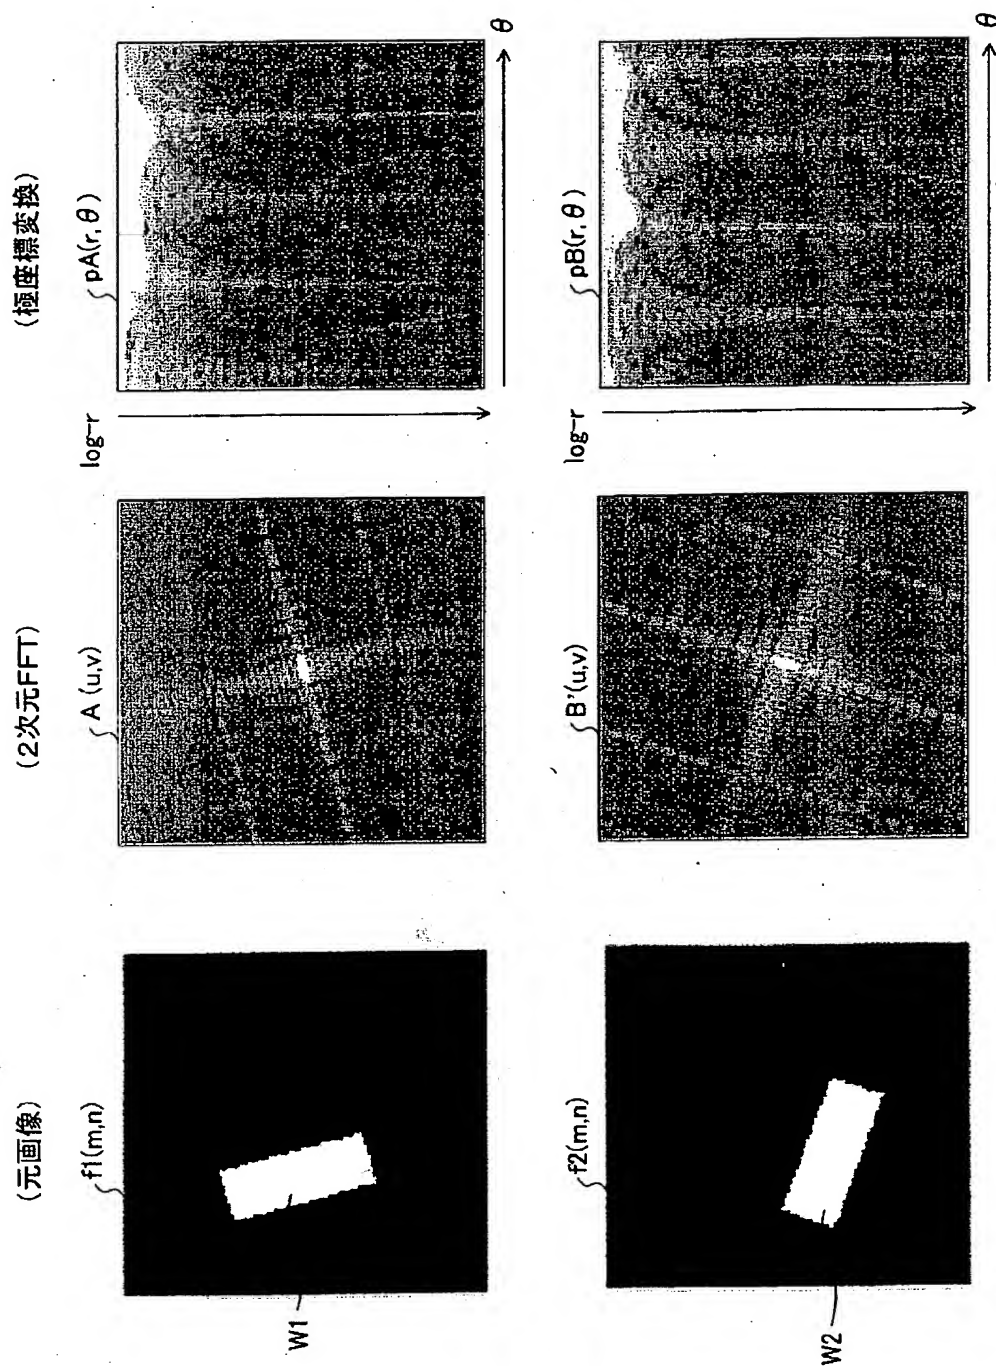 (元画像)
(2次元FFT)
(極座標変換)
f1(m,n)
A (u,v)
pA(r,θ)
W1
log-r
θ
f2(m,n)
B'(u,v)
pB(r,θ)
W2
log-r
θ